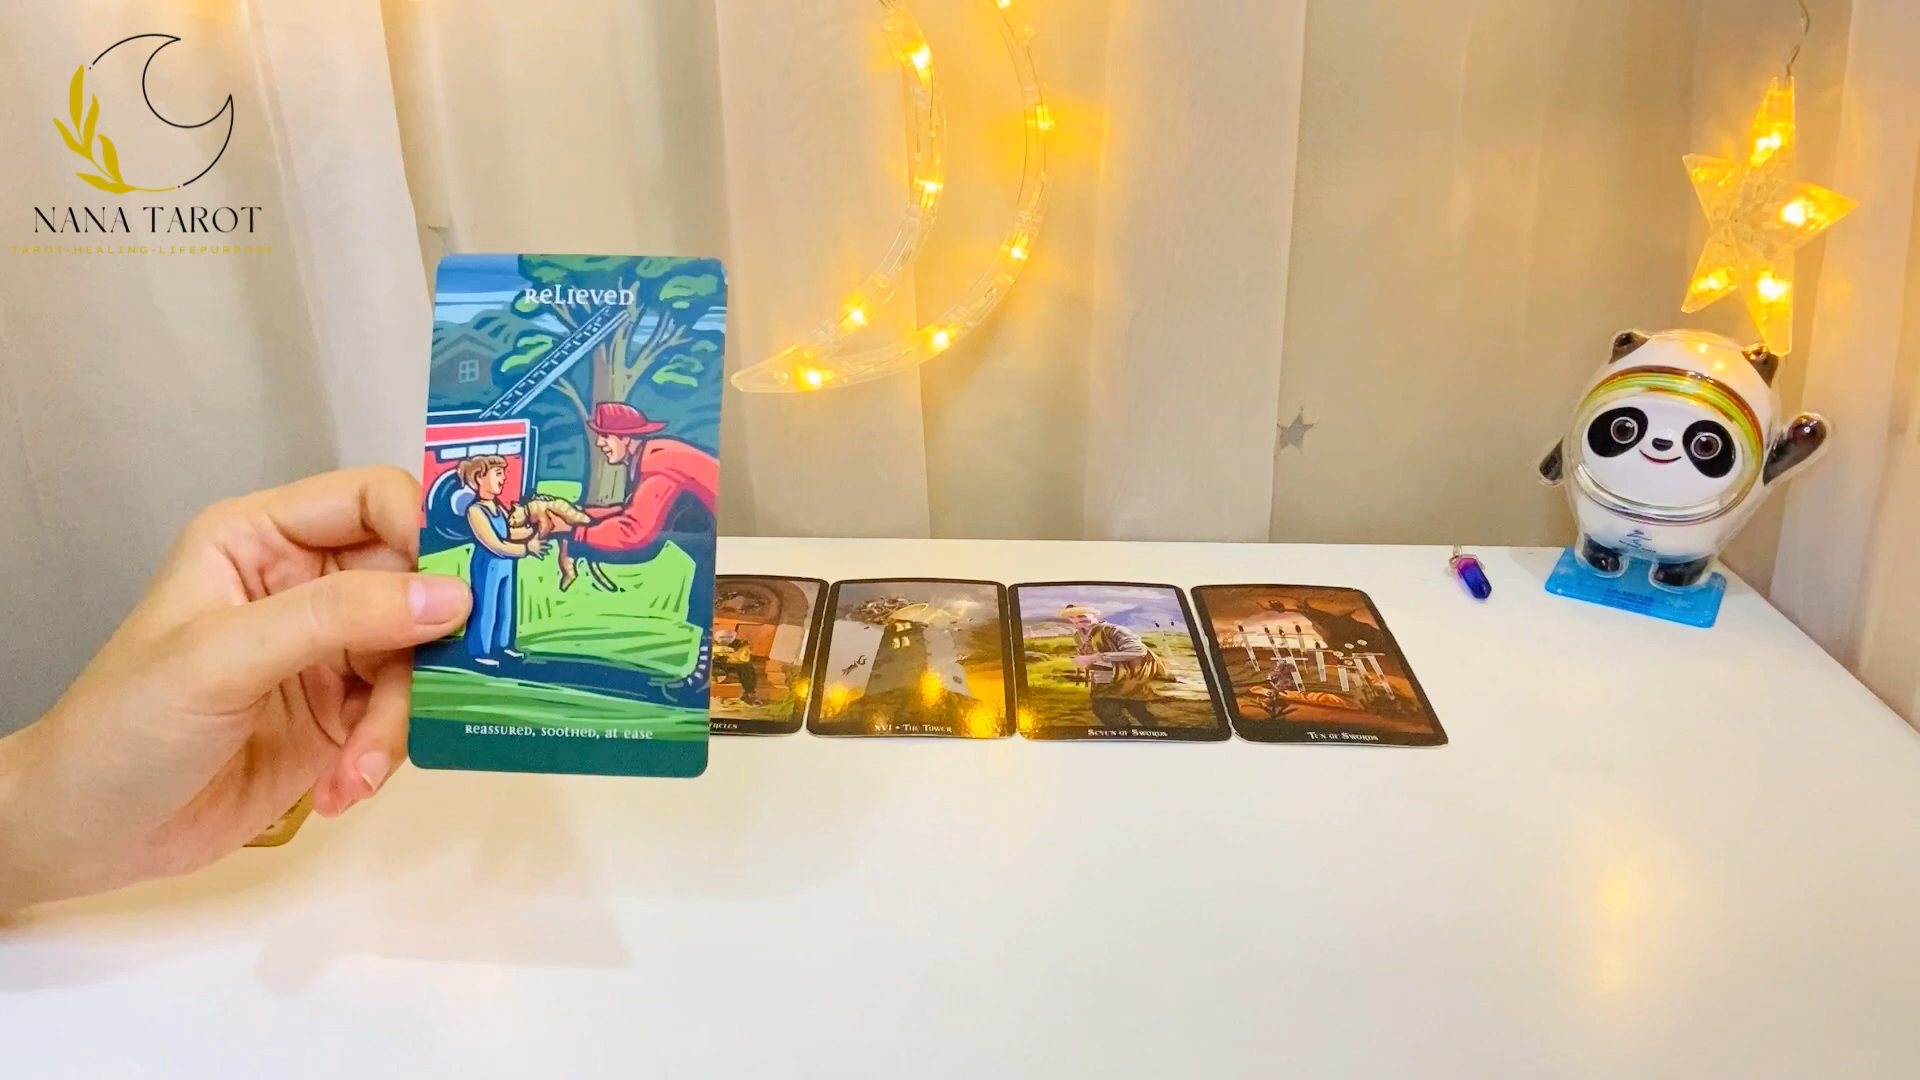 NANA TAROT
TAROT-HEALING-LIFEPURPOSE
ReLieveD
ReassuReD, sootheD, at ease
XVI • The Tower
Seven of Swords
Ten of Swords